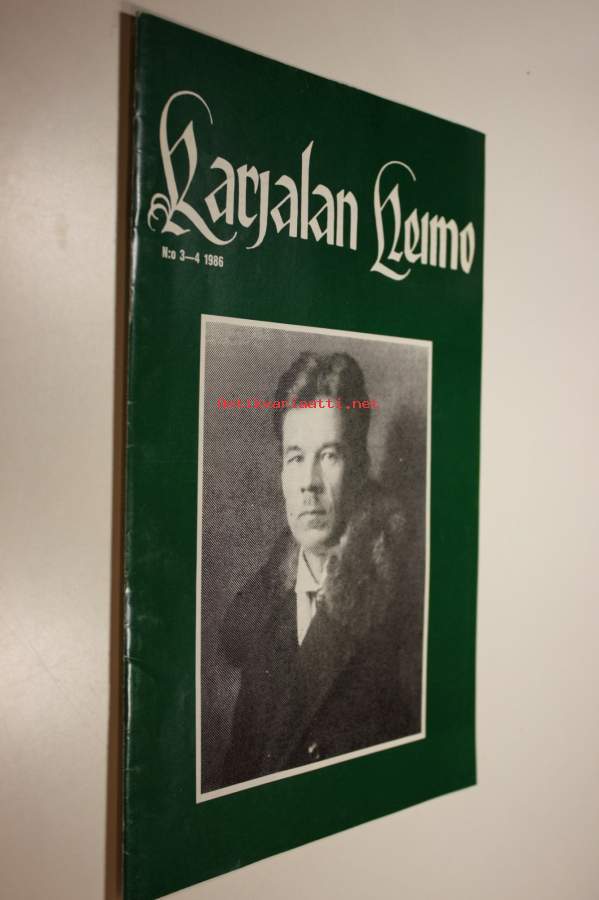 Karjalan Heimo
N:o 3—4 1986
Antikvariaatti.net